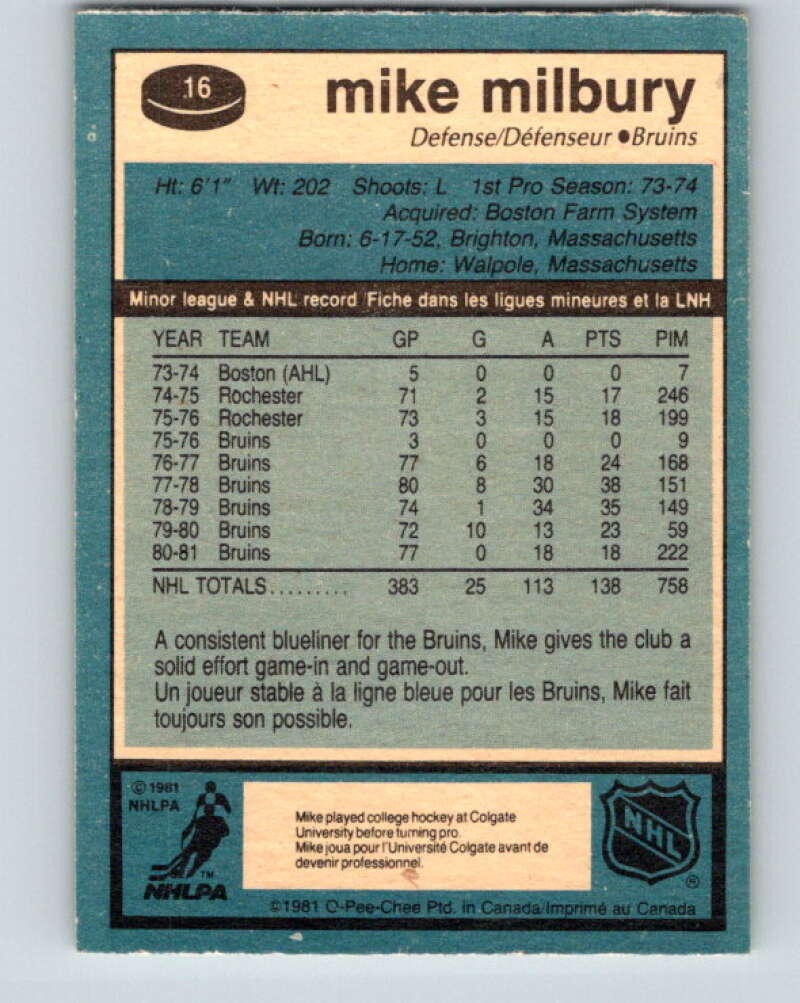 16
mike milbury
Defense/Défenseur ● Bruins
Ht: 6'1" Wt: 202 Shoots: L 1st Pro Season: 73-74
Acquired: Boston Farm System
Born: 6-17-52, Brighton, Massachusetts
Home: Walpole, Massachusetts
Minor league & NHL record/Fiche dans les ligues mineures et la LNH
YEAR TEAM GP G A PTS PIM
73-74 Boston (AHL) 5 0 0 0 7
74-75 Rochester 71 2 15 17 246
75-76 Rochester 73 3 15 18 199
75-76 Bruins 3 0 0 0 9
76-77 Bruins 77 6 18 24 168
77-78 Bruins 80 8 30 38 151
78-79 Bruins 74 1 34 35 149
79-80 Bruins 72 10 13 23 59
80-81 Bruins 77 0 18 18 222
NHL TOTALS......... 383 25 113 138 758
A consistent blueliner for the Bruins, Mike gives the club a
solid effort game-in and game-out.
Un joueur stable à la ligne bleue pour les Bruins, Mike fait
toujours son possible.
©1981
NHLPA
TM
NHLPA
Mike played college hockey at Colgate
University before turning pro.
Mike joua pour l'Université Colgate avant de
devenir professionnel.
NHL
®
©1981 O-Pee-Chee Ptd. in Canada/Imprimé au Canada